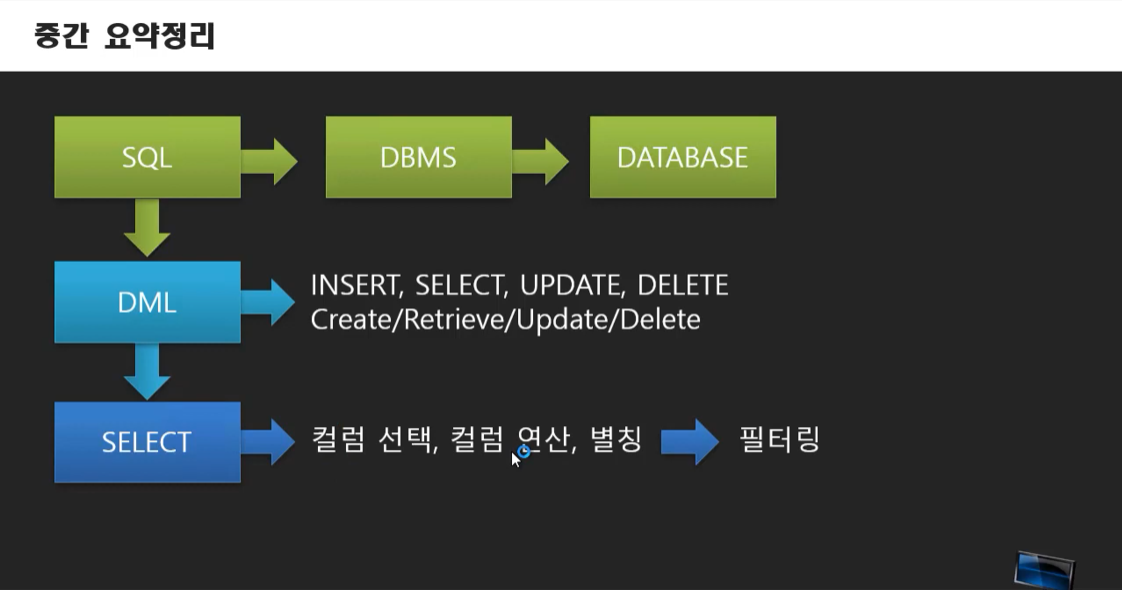 중간 요약정리
SQL
DBMS
DATABASE
DML
INSERT, SELECT, UPDATE, DELETE
Create/Retrieve/Update/Delete
SELECT
컬럼 선택, 컬럼 연산, 별칭
필터링